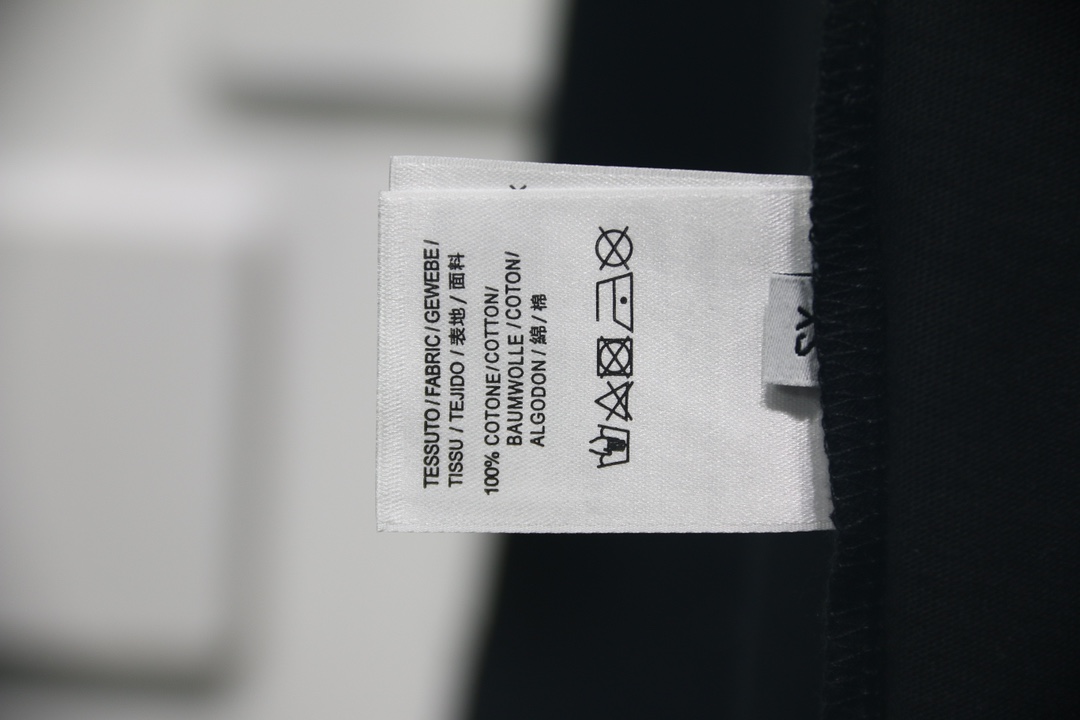 TESSUTO / FABRIC / GEWEBE /
TISSU / TEJIDO / 表地 / 面料
100% COTONE / COTTON/
BAUMWOLLE / COTON/
ALGODON / 綿 / 棉